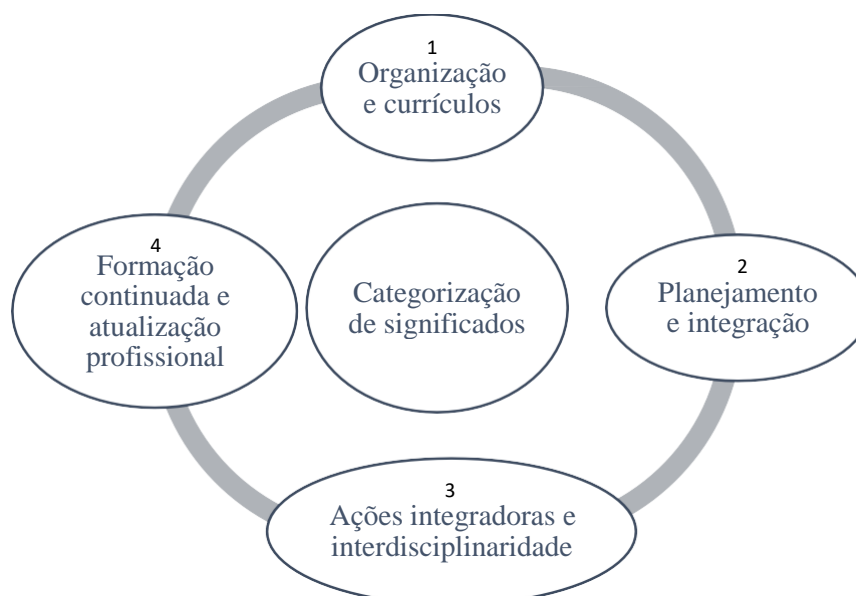 1
Organização
e currículos
2
Planejamento
e integração
3
Ações integradoras e
interdisciplinaridade
4
Formação
continuada e
atualização
profissional
Categorização
de significados